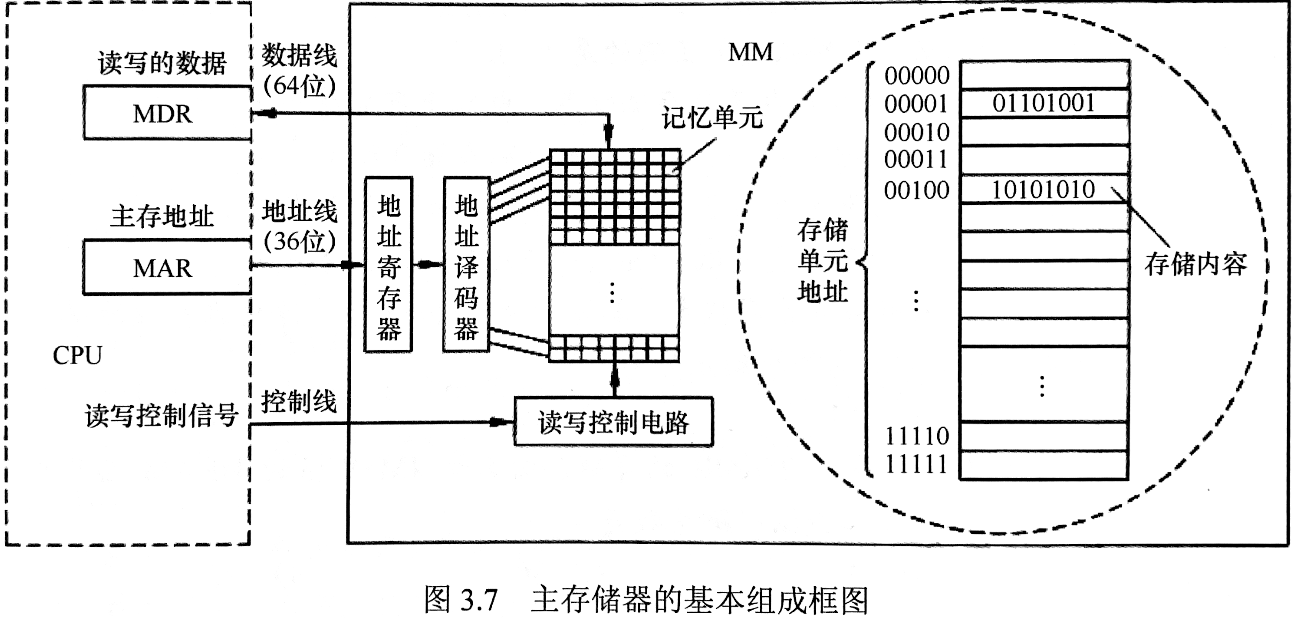 读写的数据
MDR
数据线
(64位)
主存地址
MAR
地址线
(36位)
CPU
读写控制信号
控制线
地址寄存器
地址译码器
记忆单元
⋮
读写控制电路
MM
存储
单元
地址
00000
00001 01101001
00010
00011
00100 10101010
⋮
⋮
11110
11111
存储内容
图 3.7 主存储器的基本组成框图